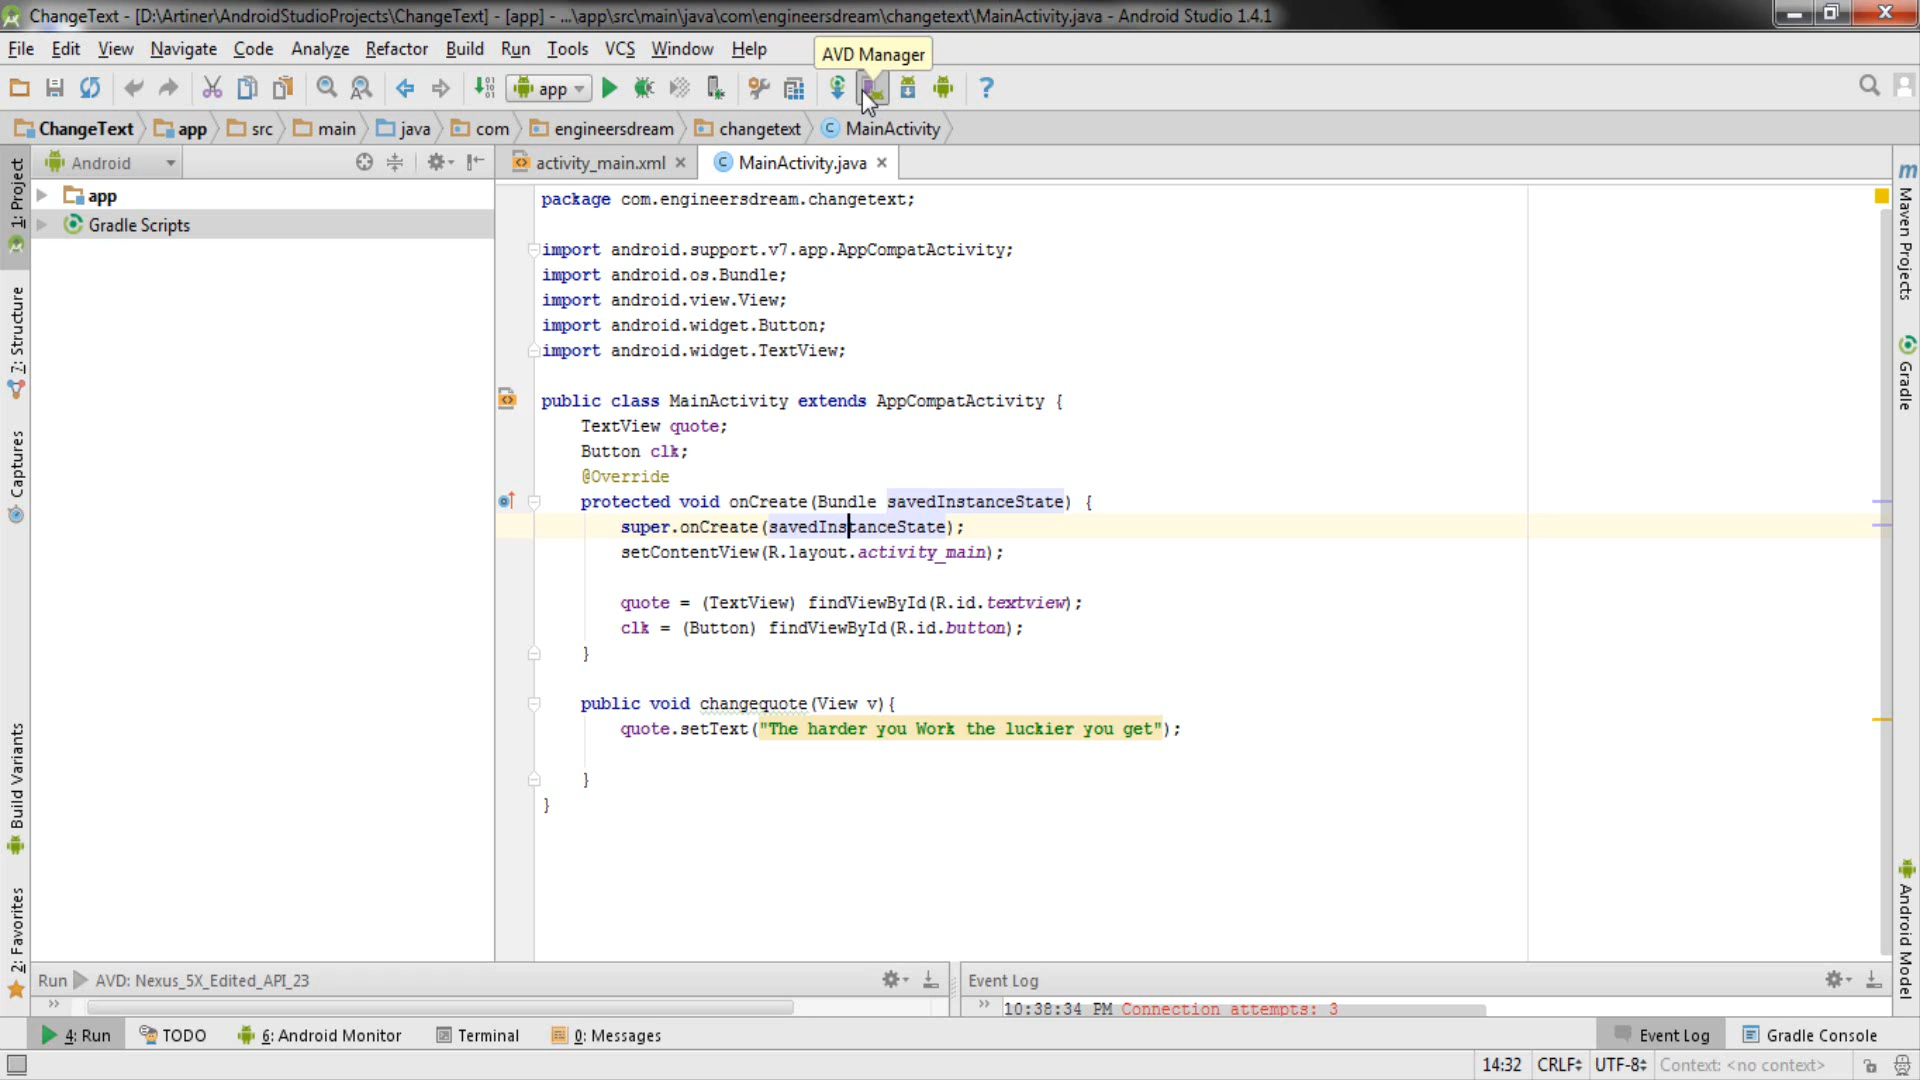 ChangeText - [D:\Artiner\AndroidStudioProjects\ChangeText] - [app] - ...\app\src\main\java\com\engineersdream\changetext\MainActivity.java - Android Studio 1.4.1
File Edit View Navigate Code Analyze Refactor Build Run Tools VCS Window Help
AVD Manager
app
ChangeText app src main java com engineersdream changetext MainActivity
Android
activity_main.xml
MainActivity.java
1: Project
7: Structure
Captures
Build Variants
2: Favorites
app
Gradle Scripts
package com.engineersdream.changetext;
import android.support.v7.app.AppCompatActivity;
import android.os.Bundle;
import android.view.View;
import android.widget.Button;
import android.widget.TextView;
public class MainActivity extends AppCompatActivity {
TextView quote;
Button clk;
@Override
protected void onCreate(Bundle savedInstanceState) {
super.onCreate(savedInstanceState);
setContentView(R.layout.activity_main);
quote = (TextView) findViewById(R.id.textview);
clk = (Button) findViewById(R.id.button);
}
public void changequote(View v){
quote.setText("The harder you Work the luckier you get");
}
}
Maven Projects
Gradle
Android Model
Run AVD: Nexus_5X_Edited_API_23
Event Log
10:38:34 PM Connection attempts: 3
4: Run TODO 6: Android Monitor Terminal 0: Messages
Event Log Gradle Console
14:32 CRLF UTF-8 Context: <no context>